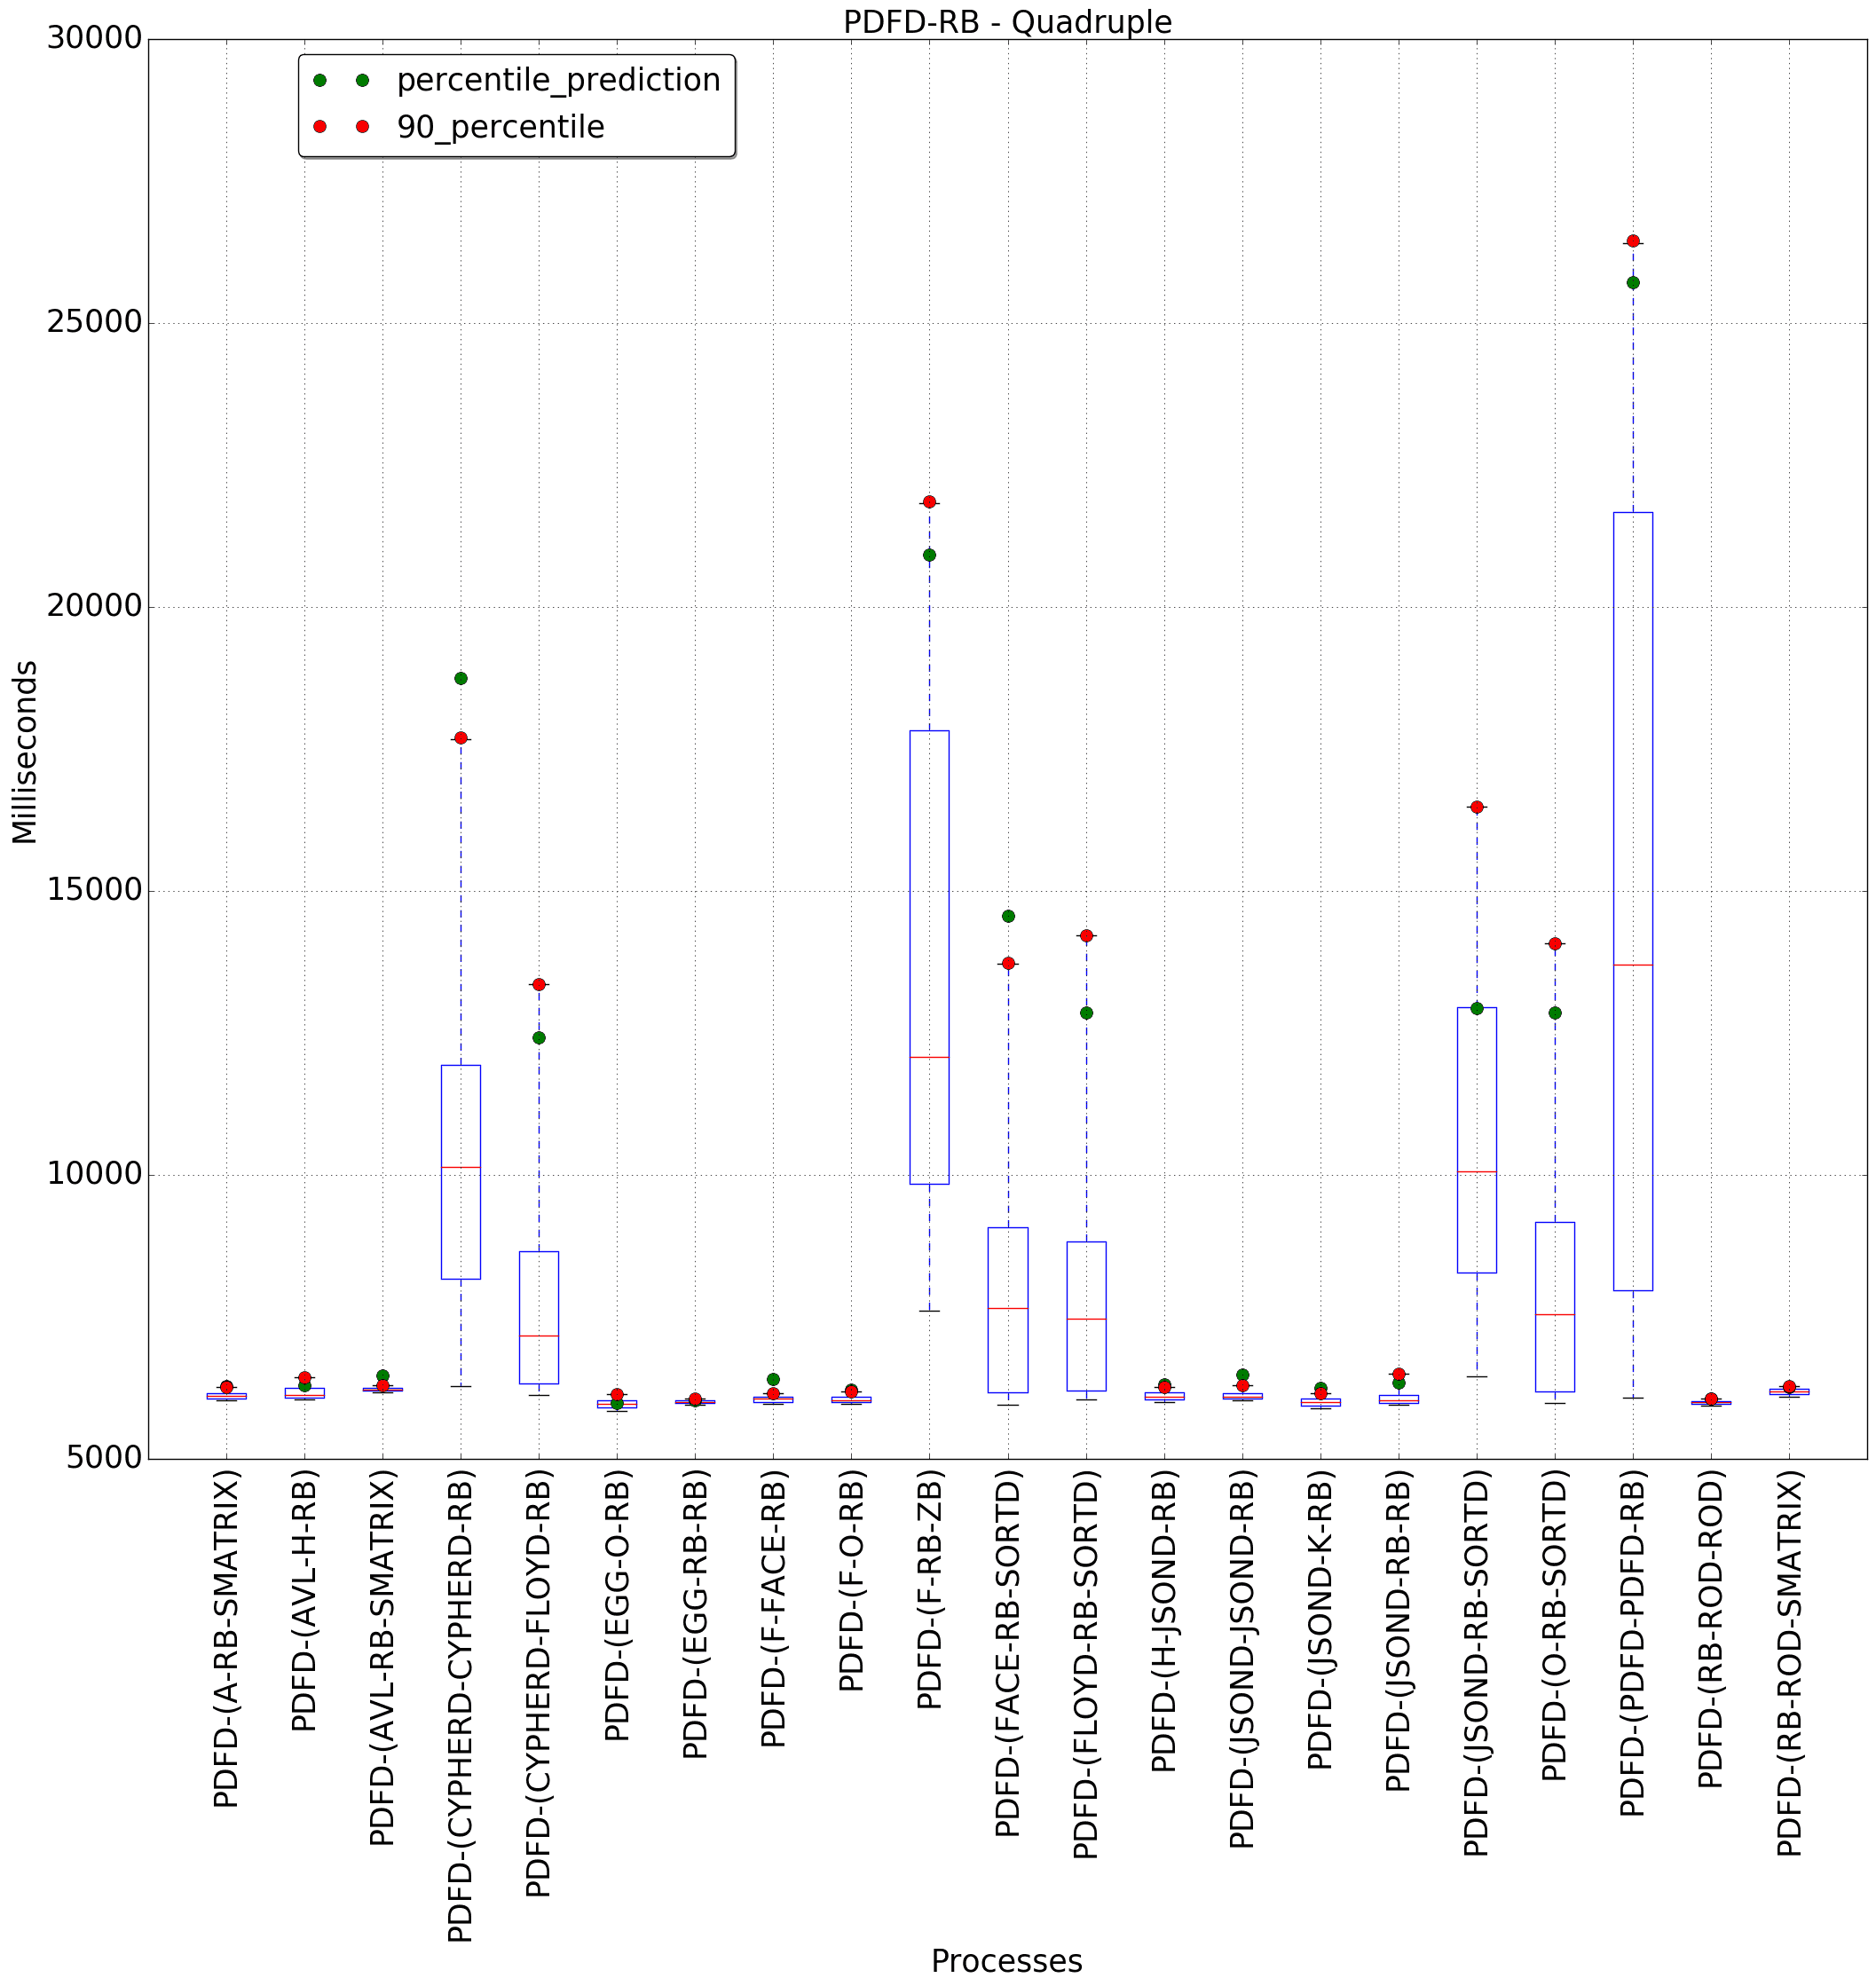 PDFD-RB - Quadruple
percentile_prediction
90_percentile
30000
25000
20000
15000
10000
5000
Milliseconds
PDFD-(A-RB-SMATRIX)
PDFD-(AVL-H-RB)
PDFD-(AVL-RB-SMATRIX)
PDFD-(CYPHERD-CYPHERD-RB)
PDFD-(CYPHERD-FLOYD-RB)
PDFD-(EGG-O-RB)
PDFD-(EGG-RB-RB)
PDFD-(F-FACE-RB)
PDFD-(F-O-RB)
PDFD-(F-RB-ZB)
PDFD-(FACE-RB-SORTD)
PDFD-(FLOYD-RB-SORTD)
PDFD-(H-JSOND-RB)
PDFD-(JSOND-JSOND-RB)
PDFD-(JSOND-K-RB)
PDFD-(JSOND-RB-RB)
PDFD-(JSOND-RB-SORTD)
PDFD-(O-RB-SORTD)
PDFD-(PDFD-PDFD-RB)
PDFD-(RB-ROD-ROD)
PDFD-(RB-ROD-SMATRIX)
Processes